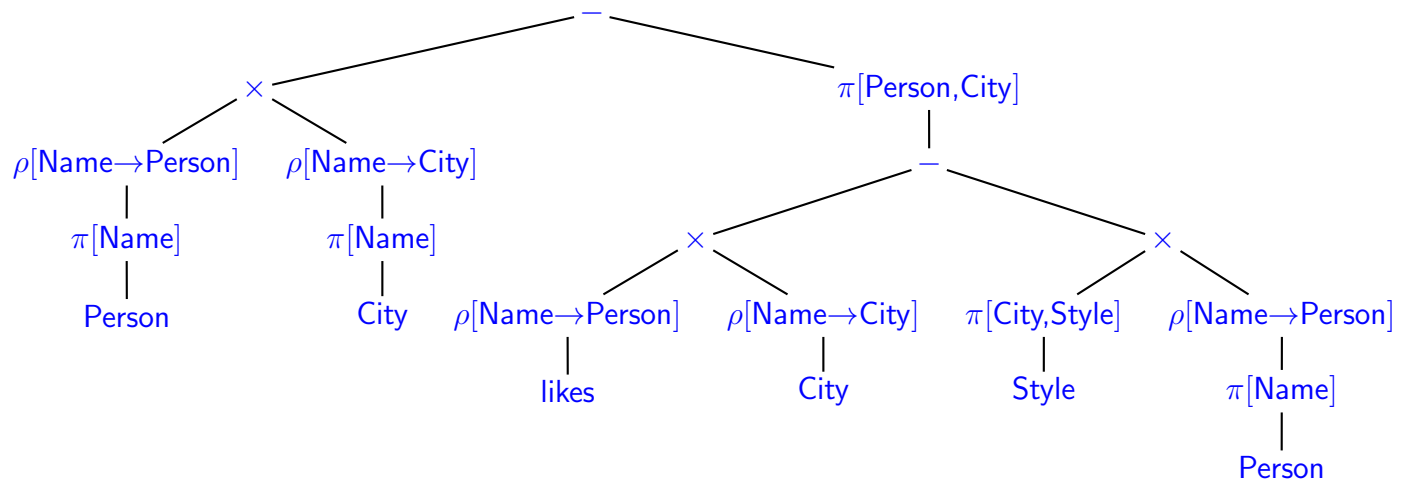 −
× π[Person,City]
ρ[Name→Person] ρ[Name→City] −
π[Name] π[Name] × ×
Person City ρ[Name→Person] ρ[Name→City] π[City,Style] ρ[Name→Person]
likes City Style π[Name]
Person